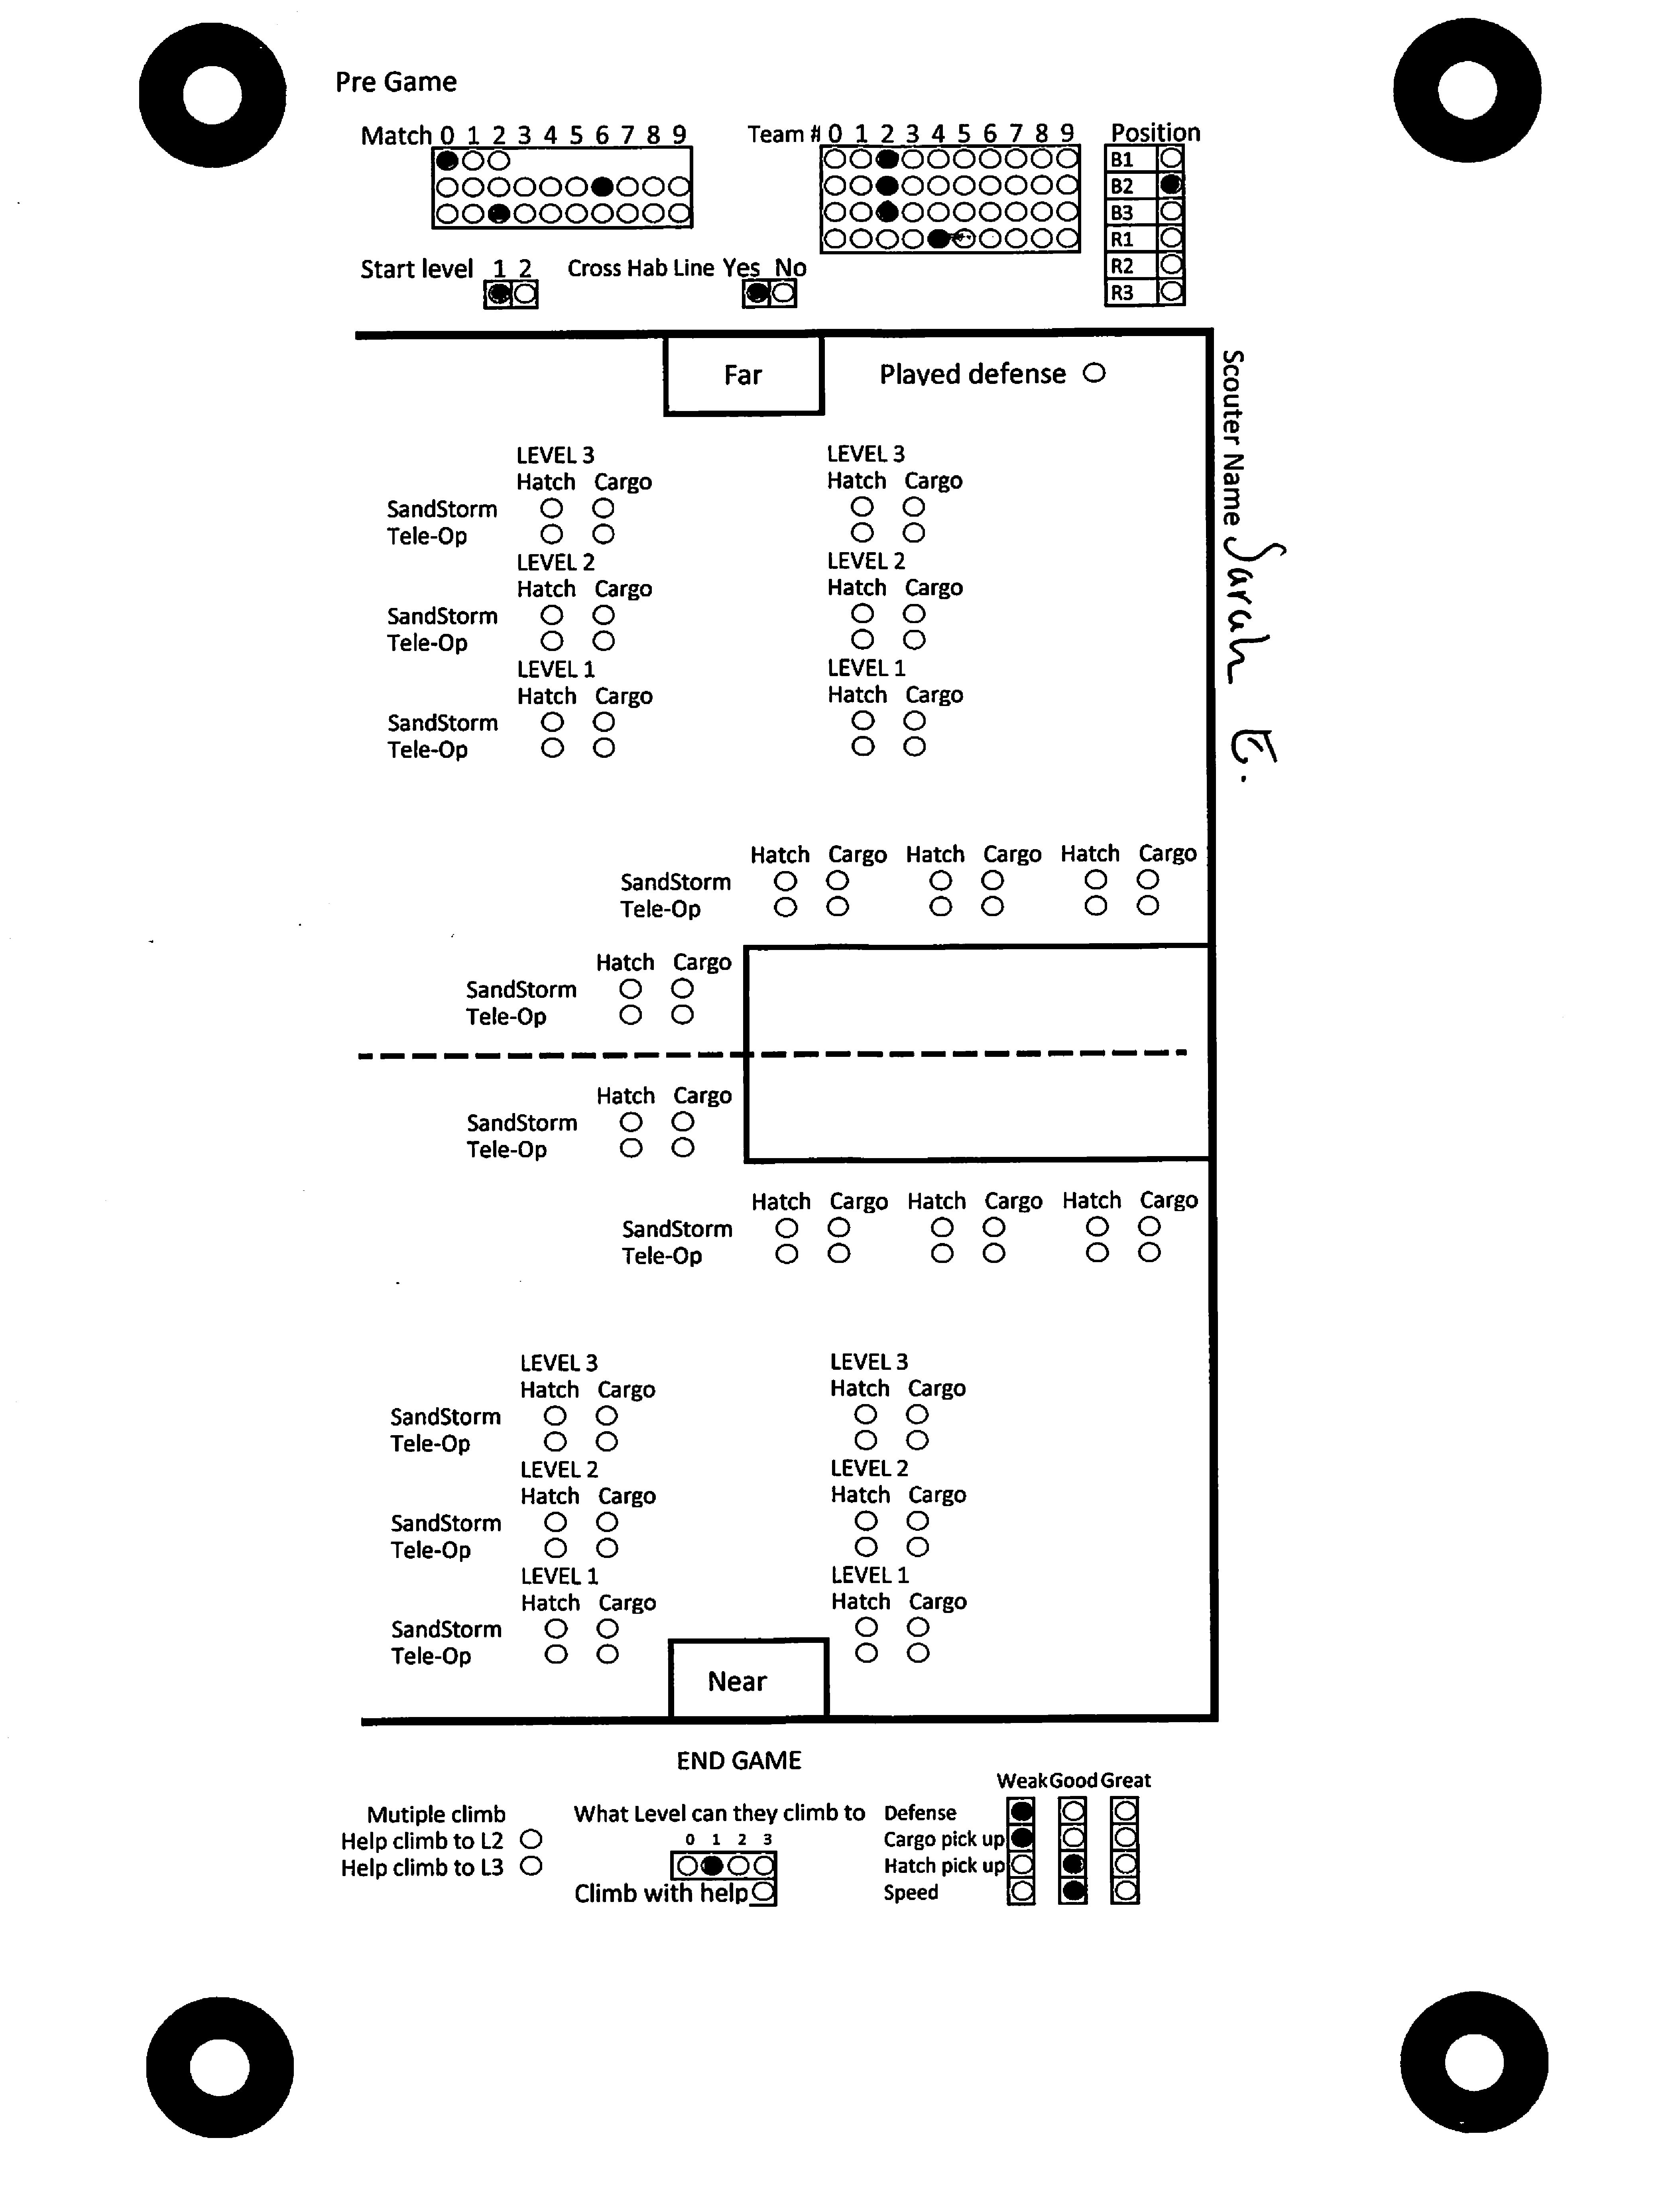 Pre Game
Match 0 1 2 3 4 5 6 7 8 9
Team # 0 1 2 3 4 5 6 7 8 9
Position
B1
B2
B3
R1
R2
R3
Start level 1 2
Cross Hab Line Yes No
Far
Played defense
Scouter Name Sarah E.
LEVEL 3 LEVEL 3
Hatch Cargo Hatch Cargo
SandStorm
Tele-Op
LEVEL 2 LEVEL 2
Hatch Cargo Hatch Cargo
SandStorm
Tele-Op
LEVEL 1 LEVEL 1
Hatch Cargo Hatch Cargo
SandStorm
Tele-Op
Hatch Cargo Hatch Cargo Hatch Cargo
SandStorm
Tele-Op
Hatch Cargo
SandStorm
Tele-Op
Hatch Cargo
SandStorm
Tele-Op
Hatch Cargo Hatch Cargo Hatch Cargo
SandStorm
Tele-Op
LEVEL 3 LEVEL 3
Hatch Cargo Hatch Cargo
SandStorm
Tele-Op
LEVEL 2 LEVEL 2
Hatch Cargo Hatch Cargo
SandStorm
Tele-Op
LEVEL 1 LEVEL 1
Hatch Cargo Hatch Cargo
SandStorm
Tele-Op
Near
END GAME
Mutiple climb
Help climb to L2
Help climb to L3
What Level can they climb to
0 1 2 3
Climb with help
Weak Good Great
Defense
Cargo pick up
Hatch pick up
Speed